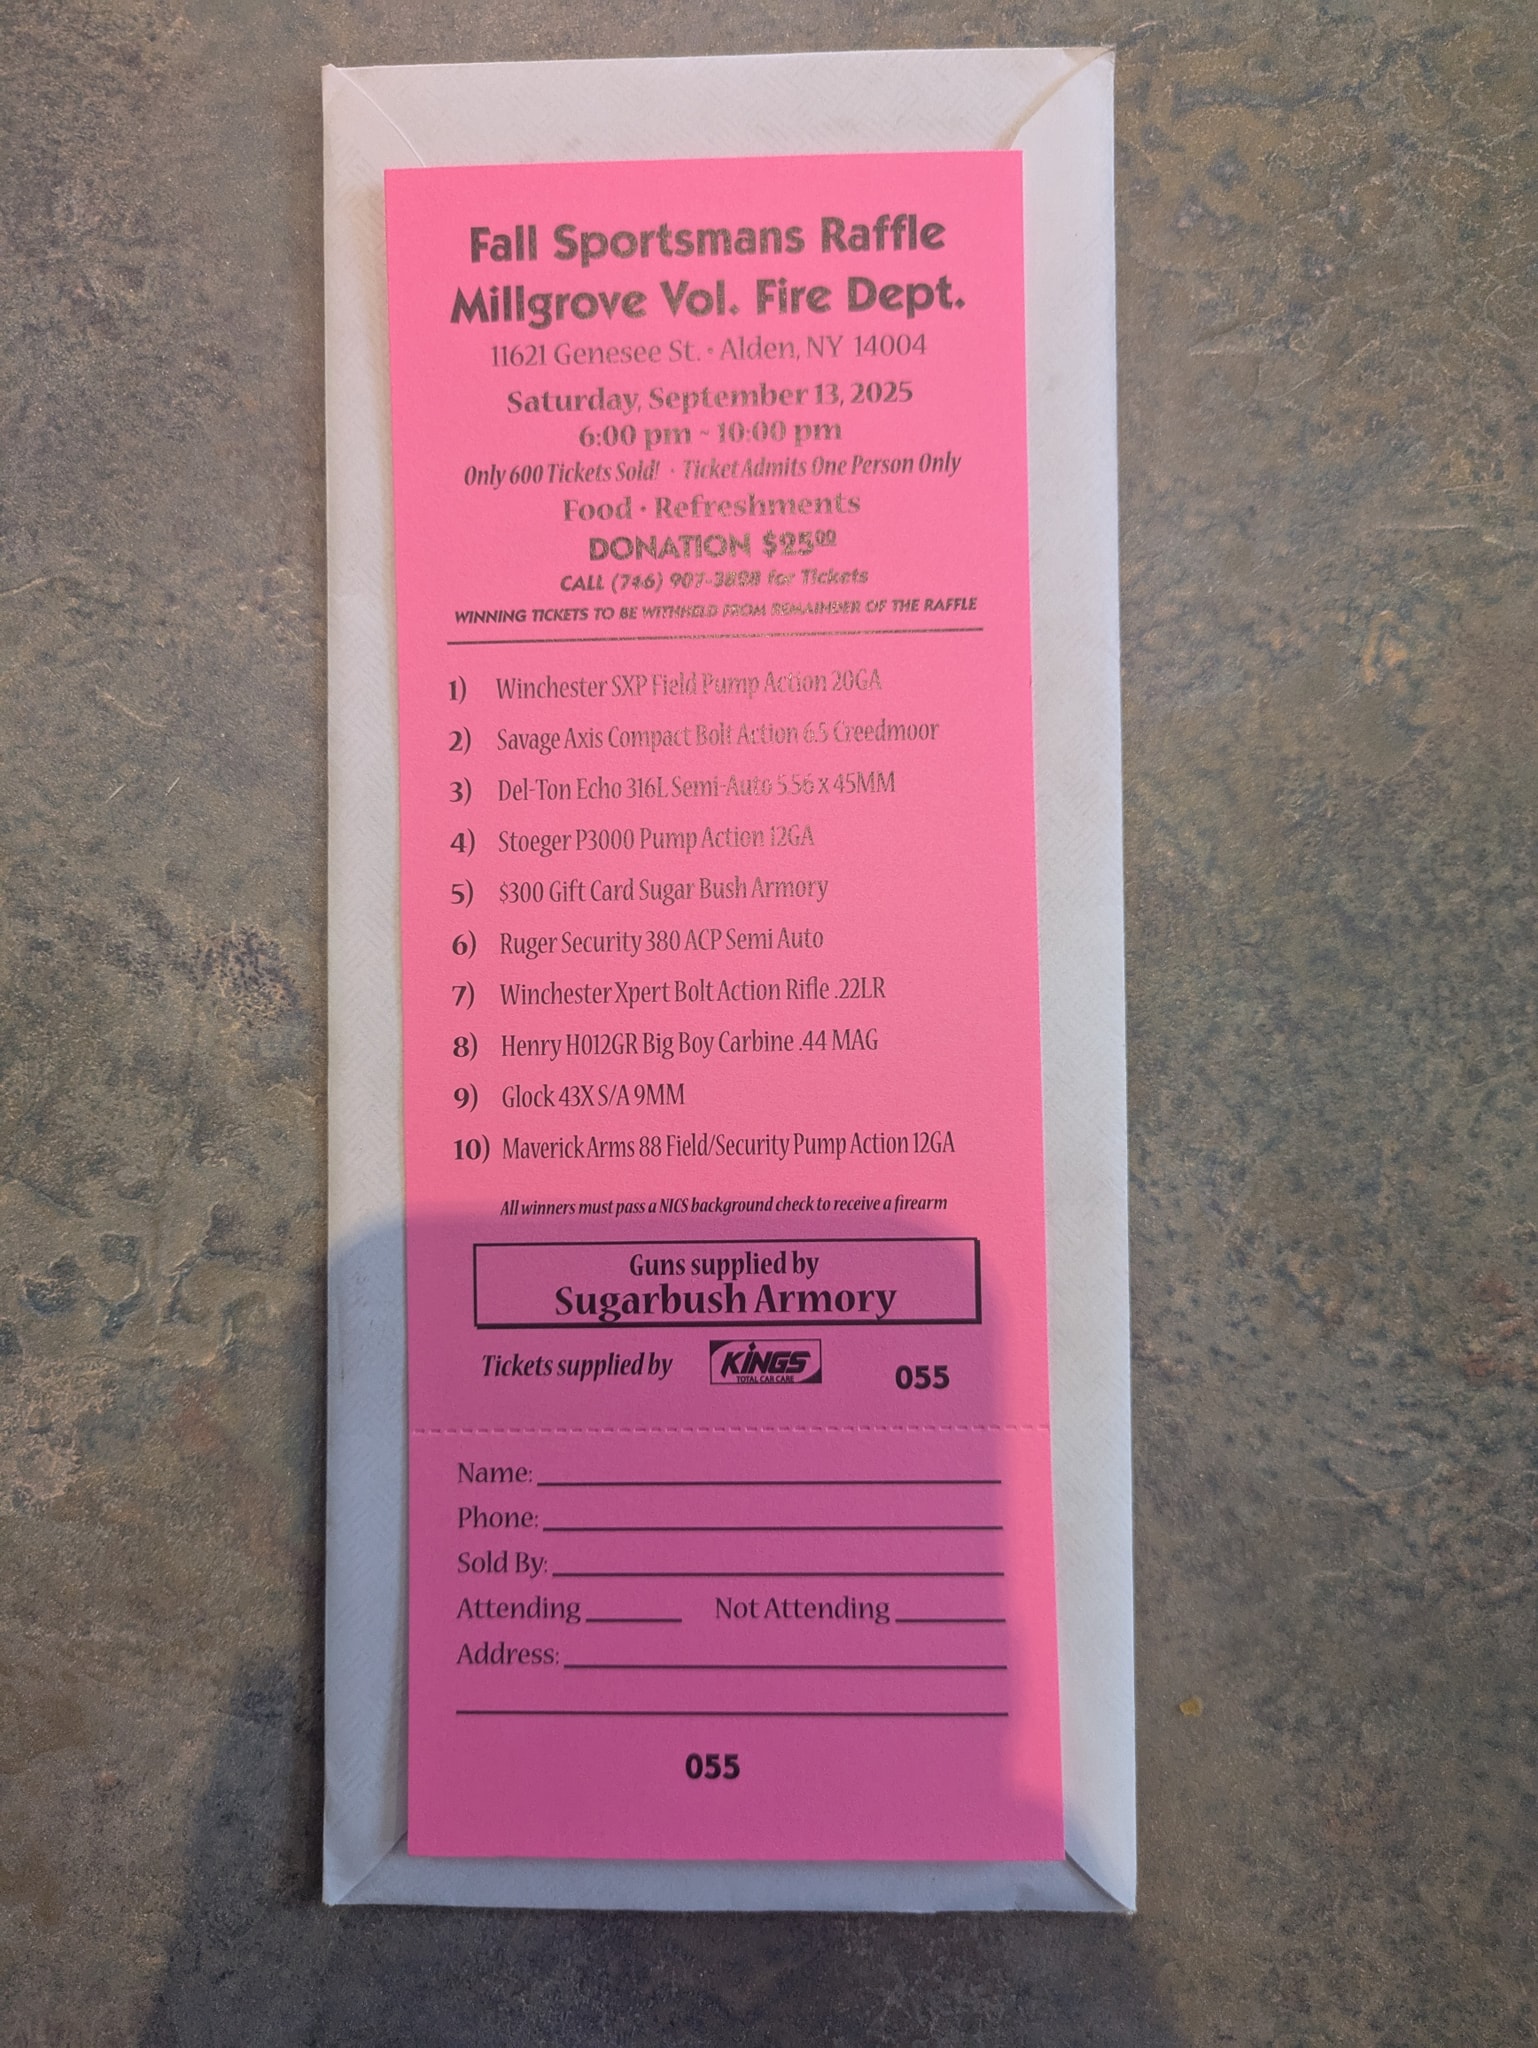 Fall Sportsmans Raffle
Millgrove Vol. Fire Dept.
11621 Genesee St. • Alden, NY 14004
Saturday, September 13, 2025
6:00 pm ~ 10:00 pm
Only 600 Tickets Sold! • Ticket Admits One Person Only
Food • Refreshments
DONATION $25.00
CALL for Tickets
WINNING TICKETS TO BE WITHHELD FROM REMAINDER OF THE RAFFLE
1) Winchester SXP Field Pump Action 20GA
2) Savage Axis Compact Bolt Action 6.5 Creedmoor
3) Del-Ton Echo 316L Semi-Auto 5.56 x 45MM
4) Stoeger P3000 Pump Action 12GA
5) $300 Gift Card Sugar Bush Armory
6) Ruger Security 380 ACP Semi Auto
7) Winchester Xpert Bolt Action Rifle .22LR
8) Henry H012GR Big Boy Carbine .44 MAG
9) Glock 43X S/A 9MM
10) Maverick Arms 88 Field/Security Pump Action 12GA
All winners must pass a NICS background check to receive a firearm
Guns supplied by
Sugarbush Armory
Tickets supplied by KINGS TOTAL CAR CARE 055
Name:
Phone:
Sold By:
Attending Not Attending
Address:
055